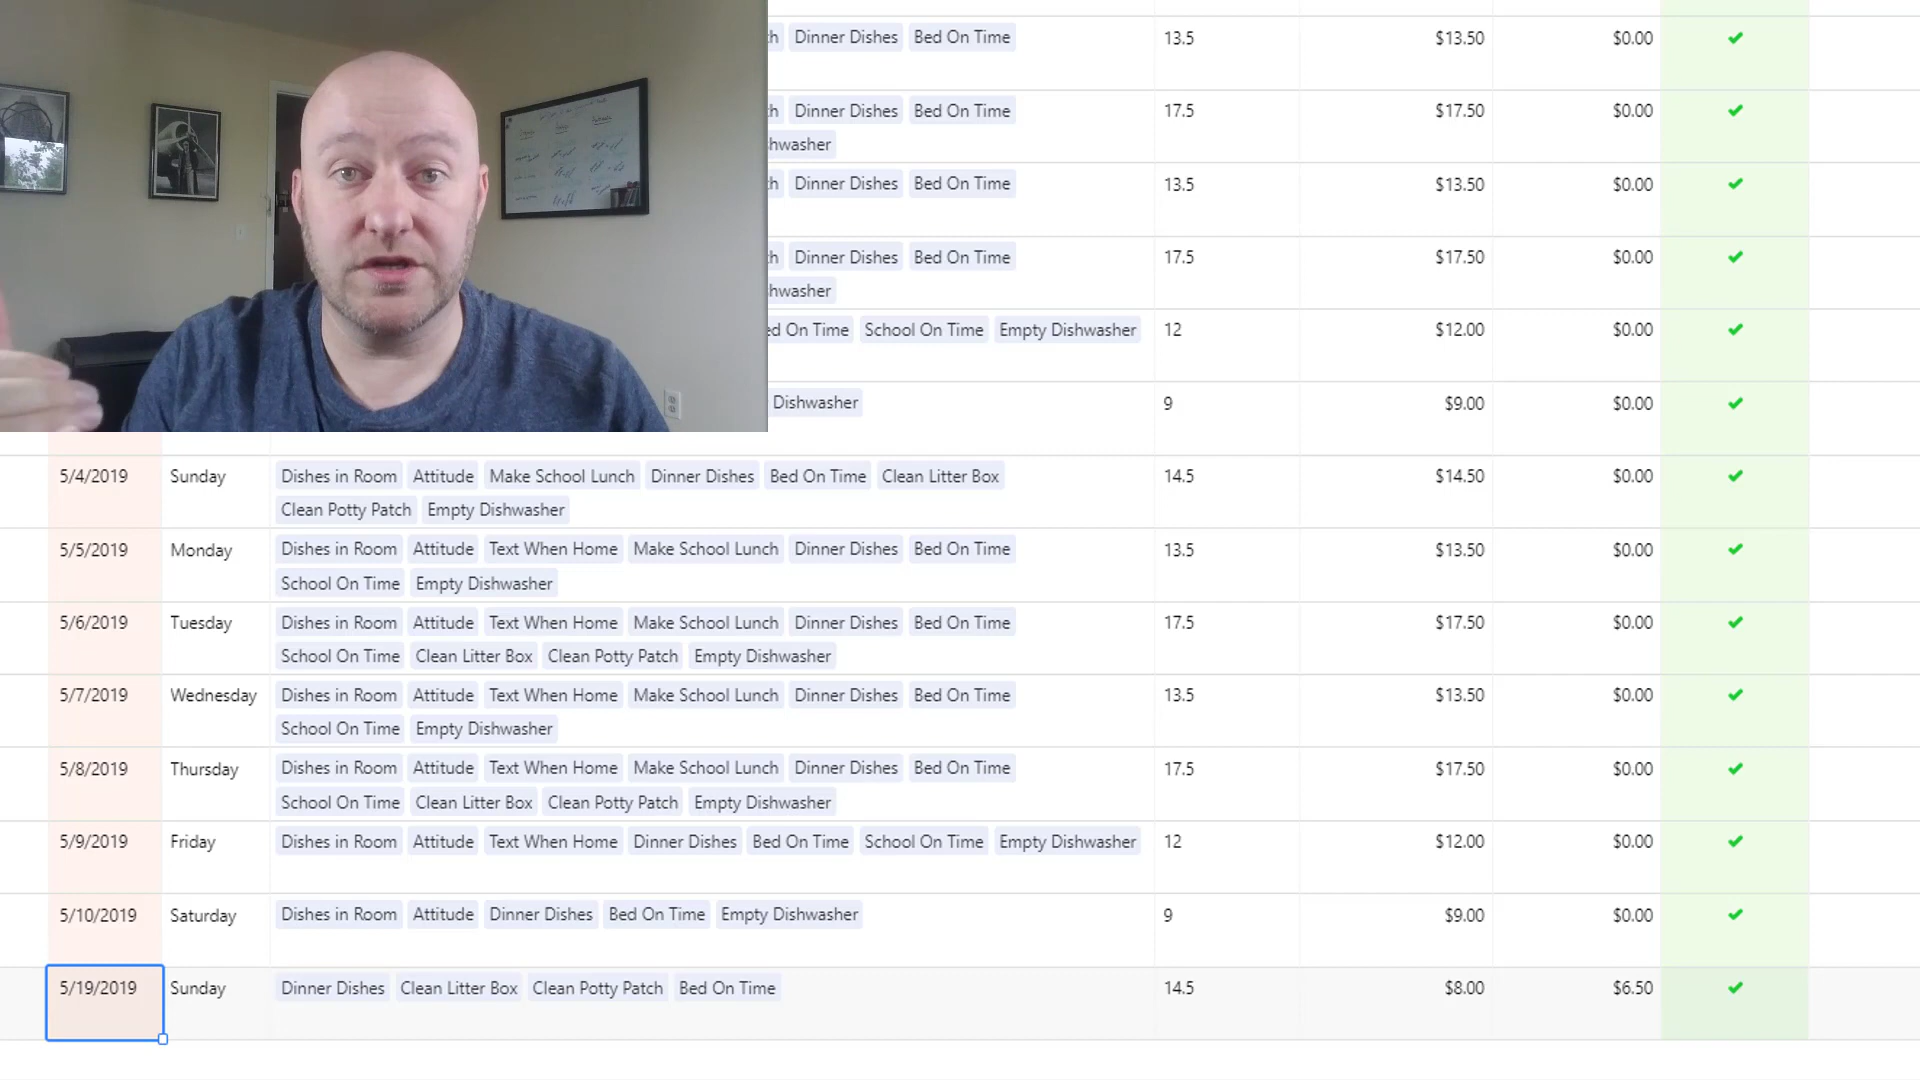 ch Dinner Dishes Bed On Time 13.5 $13.50 $0.00
ch Dinner Dishes Bed On Time 17.5 $17.50 $0.00
hwasher
ch Dinner Dishes Bed On Time 13.5 $13.50 $0.00
ch Dinner Dishes Bed On Time 17.5 $17.50 $0.00
hwasher
ed On Time School On Time Empty Dishwasher 12 $12.00 $0.00
Dishwasher 9 $9.00 $0.00
5/4/2019 Sunday Dishes in Room Attitude Make School Lunch Dinner Dishes Bed On Time Clean Litter Box 14.5 $14.50 $0.00
Clean Potty Patch Empty Dishwasher
5/5/2019 Monday Dishes in Room Attitude Text When Home Make School Lunch Dinner Dishes Bed On Time 13.5 $13.50 $0.00
School On Time Empty Dishwasher
5/6/2019 Tuesday Dishes in Room Attitude Text When Home Make School Lunch Dinner Dishes Bed On Time 17.5 $17.50 $0.00
School On Time Clean Litter Box Clean Potty Patch Empty Dishwasher
5/7/2019 Wednesday Dishes in Room Attitude Text When Home Make School Lunch Dinner Dishes Bed On Time 13.5 $13.50 $0.00
School On Time Empty Dishwasher
5/8/2019 Thursday Dishes in Room Attitude Text When Home Make School Lunch Dinner Dishes Bed On Time 17.5 $17.50 $0.00
School On Time Clean Litter Box Clean Potty Patch Empty Dishwasher
5/9/2019 Friday Dishes in Room Attitude Text When Home Dinner Dishes Bed On Time School On Time Empty Dishwasher 12 $12.00 $0.00
5/10/2019 Saturday Dishes in Room Attitude Dinner Dishes Bed On Time Empty Dishwasher 9 $9.00 $0.00
5/19/2019 Sunday Dinner Dishes Clean Litter Box Clean Potty Patch Bed On Time 14.5 $8.00 $6.50